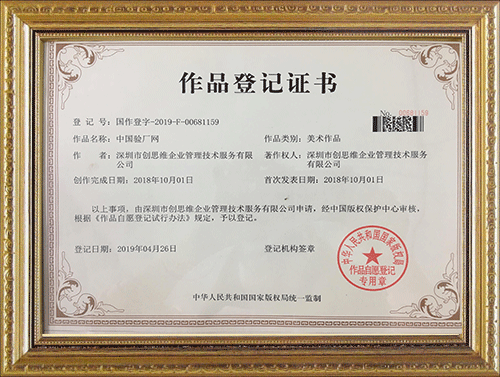 作品登记证书
No. 00681159
登 记 号：国作登字-2019-F-00681159
作品名称：中国验厂网 作品类别：美术作品
作 者：深圳市创思维企业管理技术服务有限公司 著作权人：深圳市创思维企业管理技术服务有限公司
创作完成日期：2018年10月01日 首次发表日期：2018年10月01日
以上事项，由深圳市创思维企业管理技术服务有限公司申请，经中国版权保护中心审核，
根据《作品自愿登记试行办法》规定，予以登记。
登记日期：2019年04月26日 登记机构签章
中华人民共和国国家版权局
作品自愿登记
专用章
中华人民共和国国家版权局统一监制